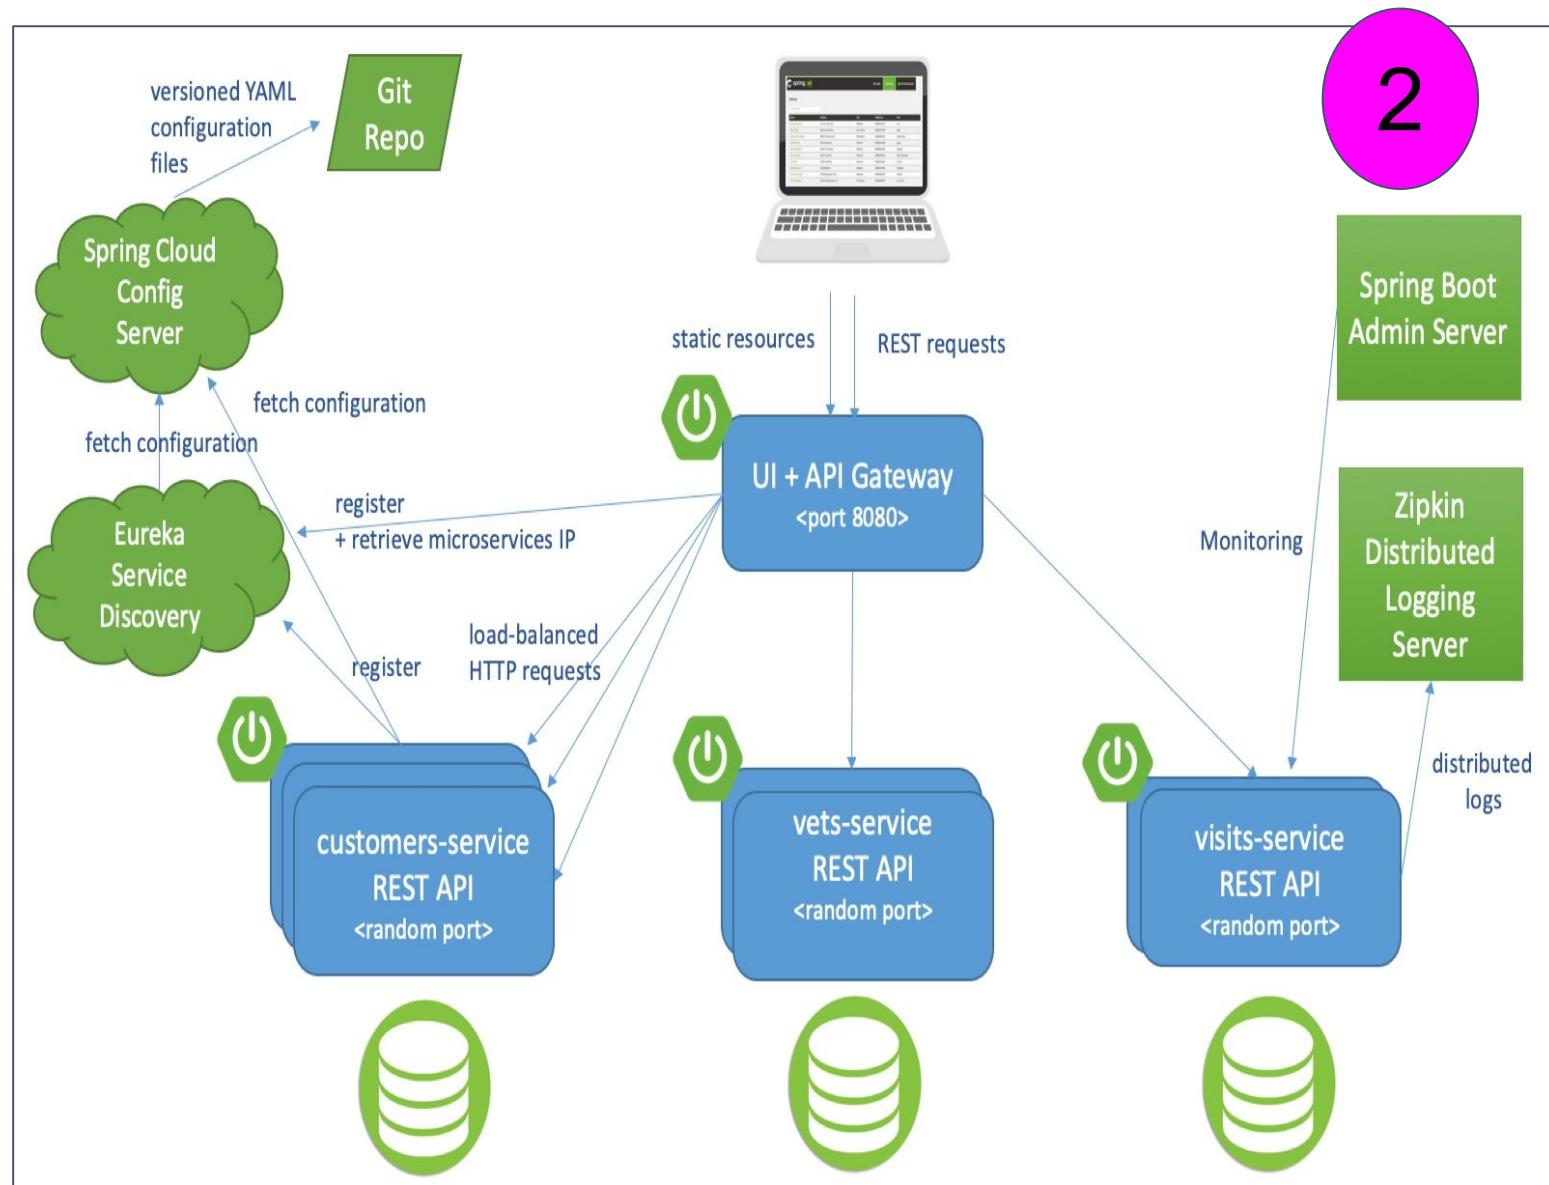 2
versioned YAML
configuration
files
Git
Repo
spring
Spring Cloud
Config
Server
static resources
REST requests
Spring Boot
Admin Server
fetch configuration
fetch configuration
UI + API Gateway
<port 8080>
register
+ retrieve microservices IP
Eureka
Service
Discovery
Monitoring
Zipkin
Distributed
Logging
Server
load-balanced
HTTP requests
register
distributed
logs
customers-service
REST API
<random port>
vets-service
REST API
<random port>
visits-service
REST API
<random port>